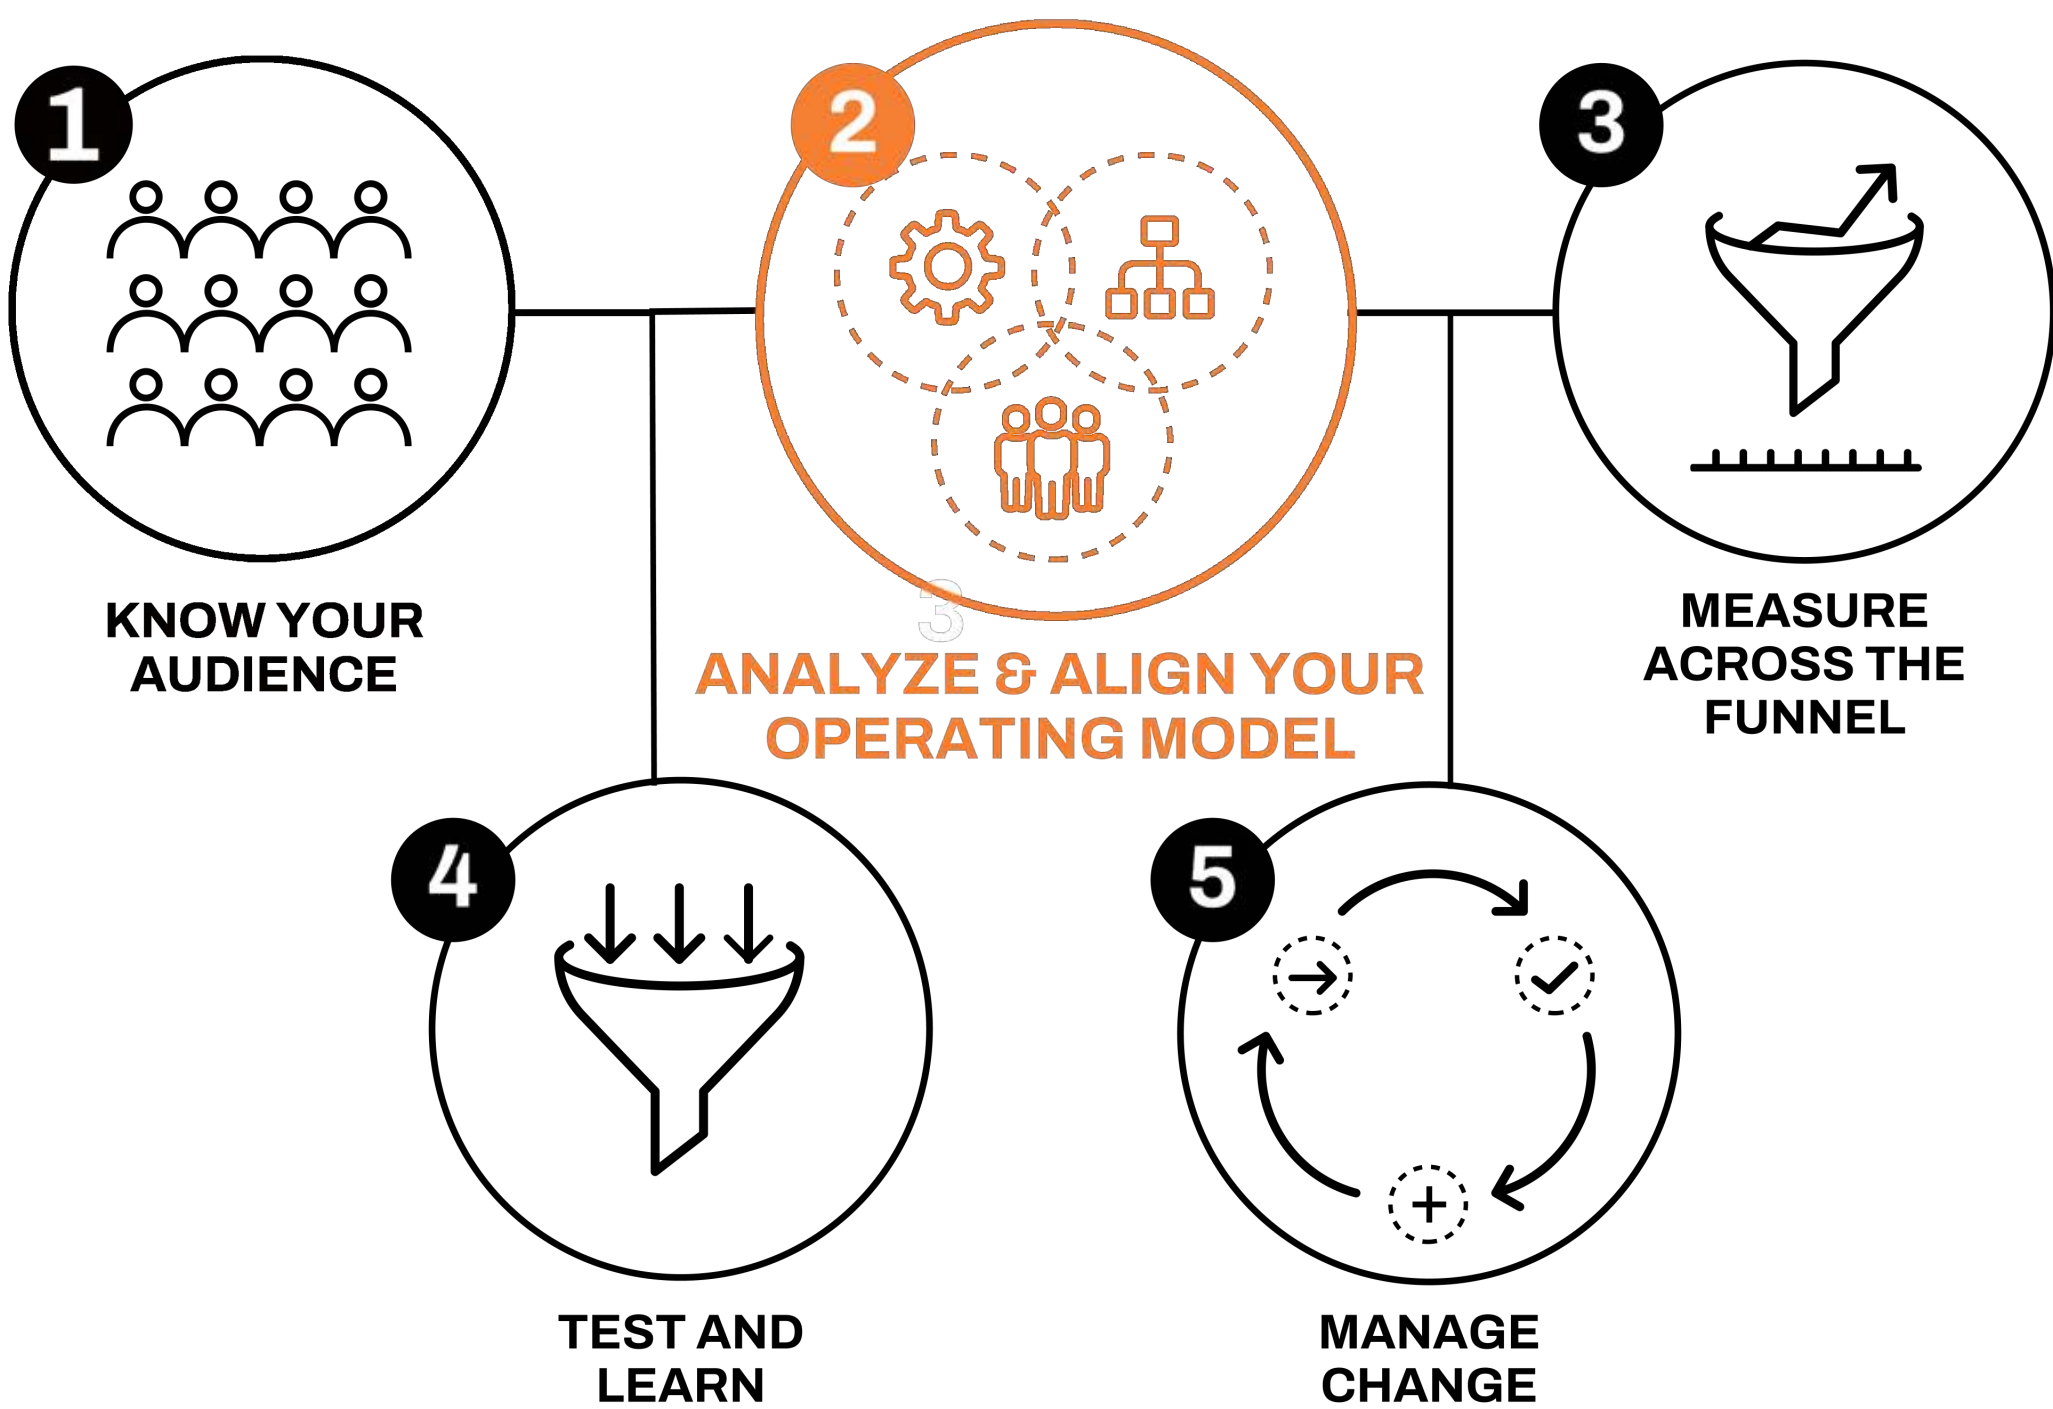 1
2
3
KNOW YOUR
AUDIENCE
3
ANALYZE & ALIGN YOUR
OPERATING MODEL
MEASURE
ACROSS THE
FUNNEL
4
5
TEST AND
LEARN
MANAGE
CHANGE